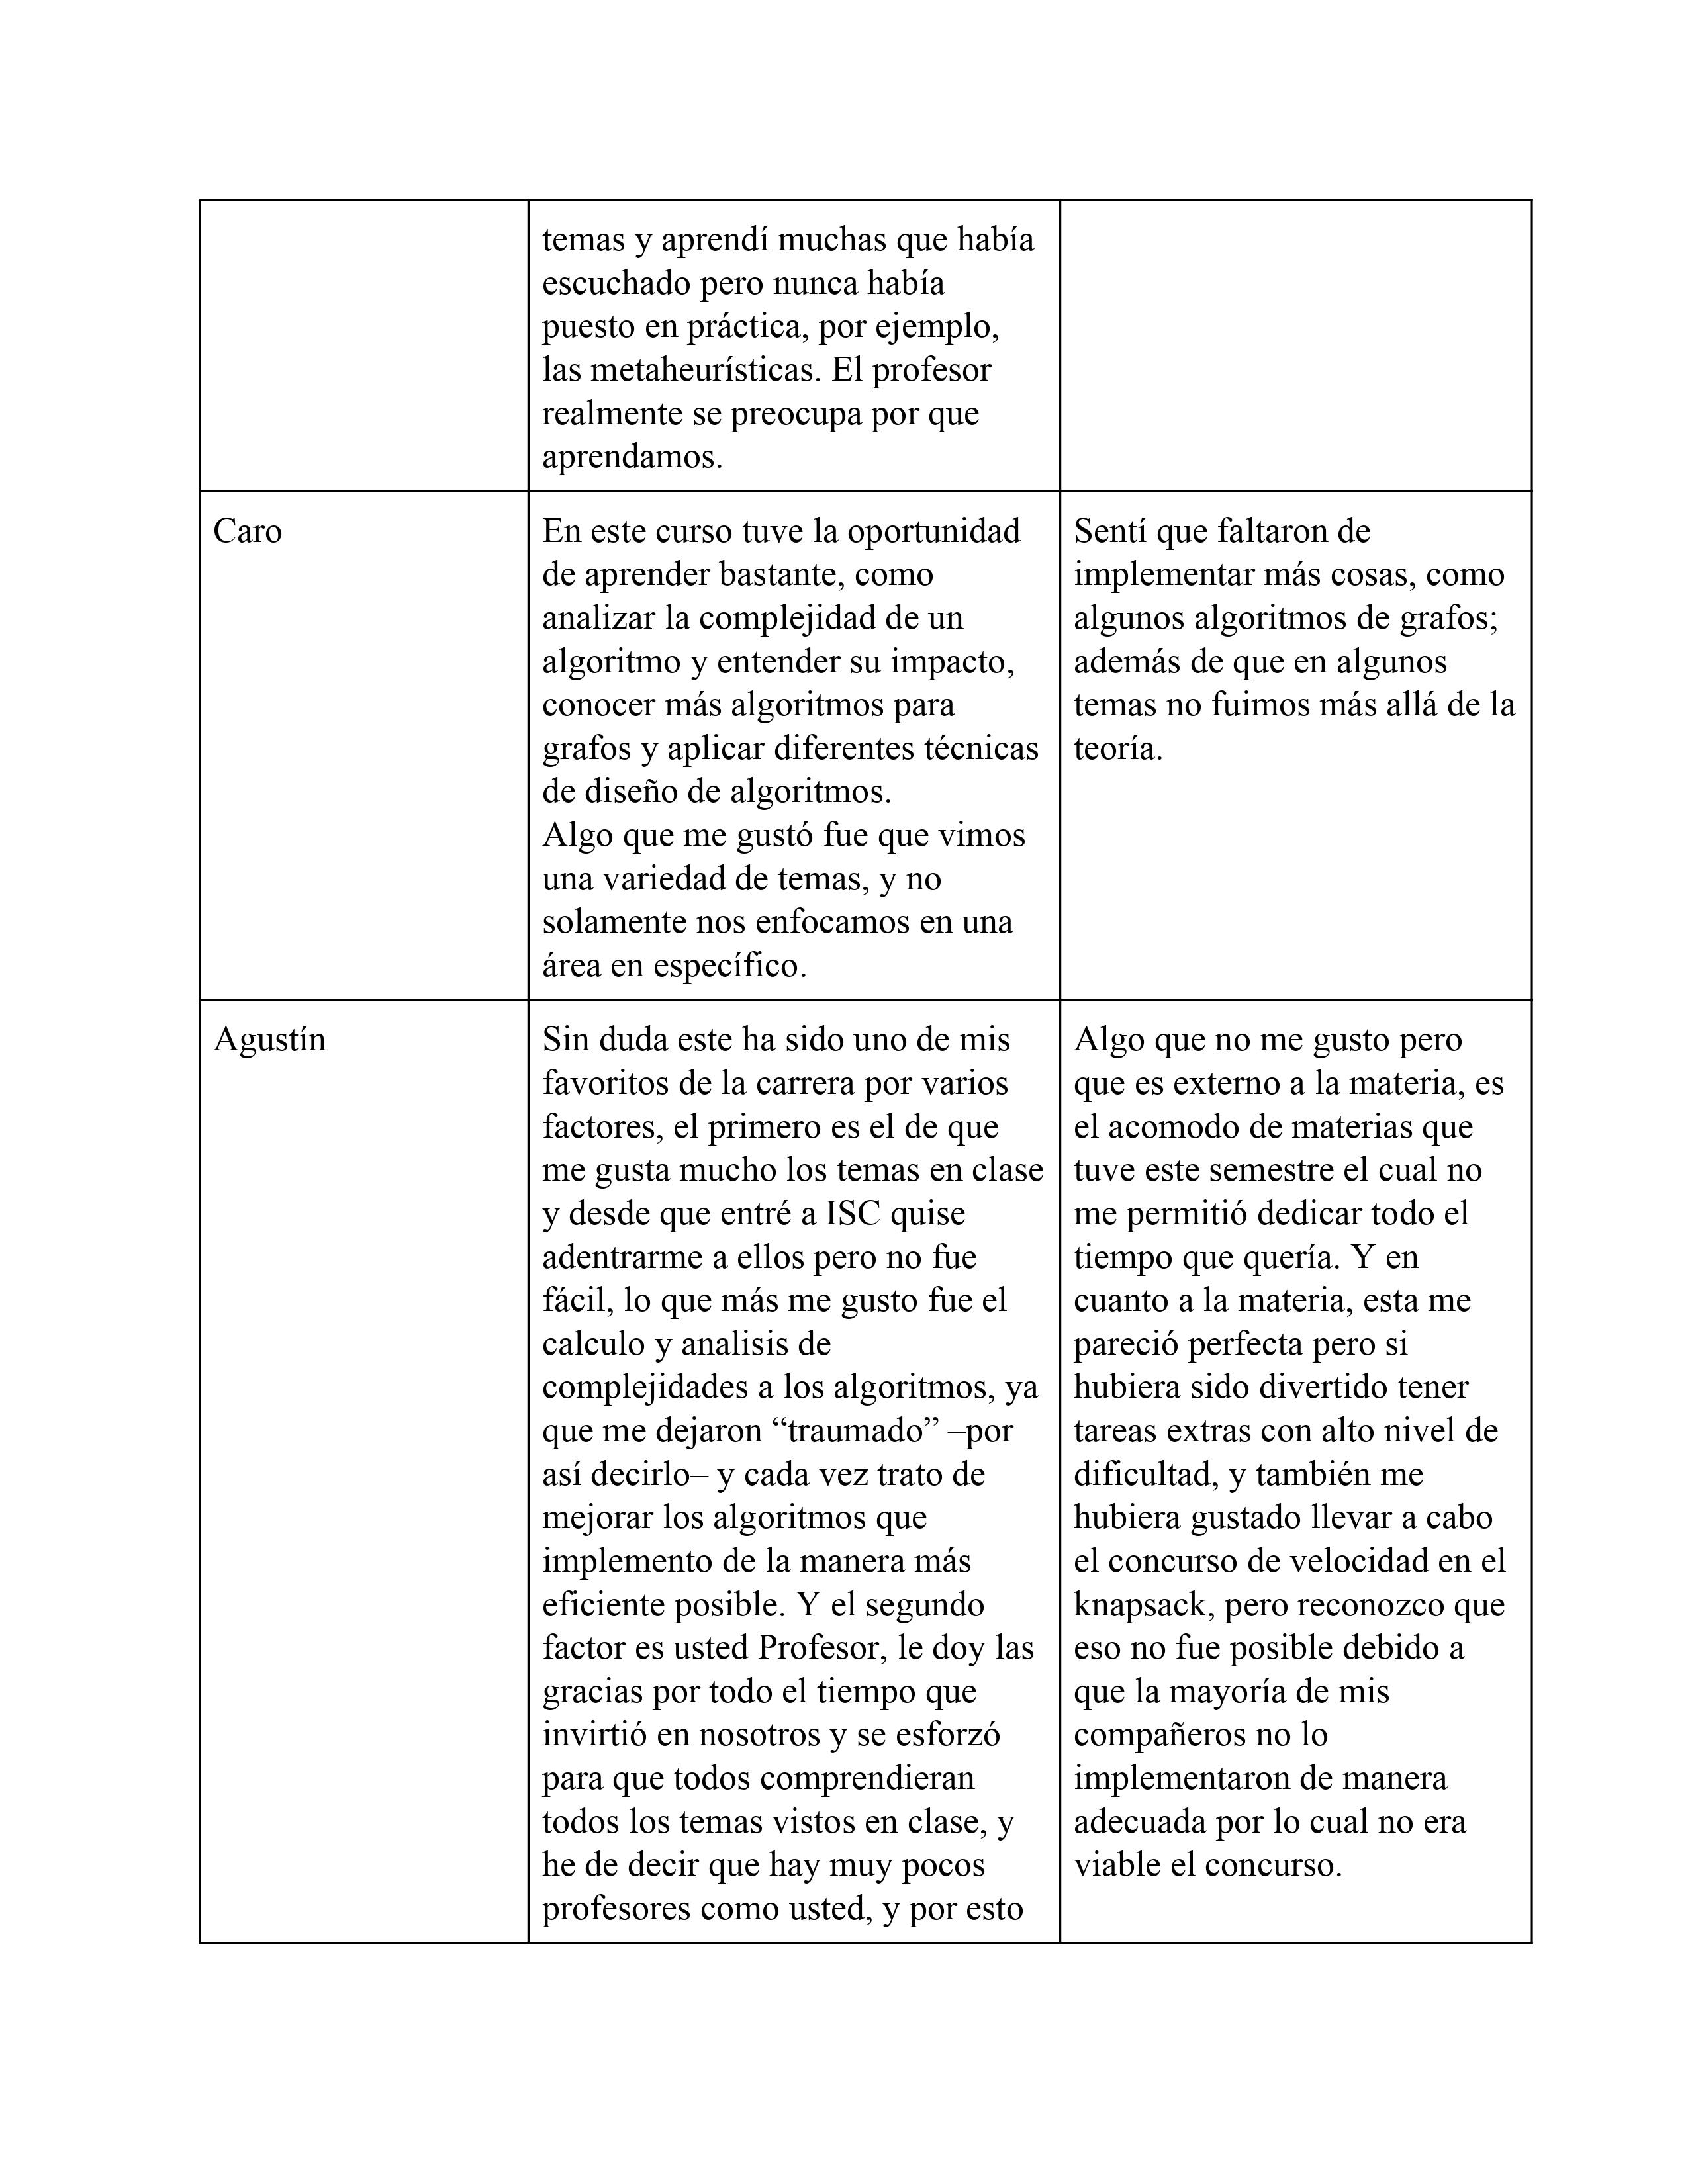 temas y aprendí muchas que había
escuchado pero nunca había
puesto en práctica, por ejemplo,
las metaheurísticas. El profesor
realmente se preocupa por que
aprendamos.
Caro
En este curso tuve la oportunidad
de aprender bastante, como
analizar la complejidad de un
algoritmo y entender su impacto,
conocer más algoritmos para
grafos y aplicar diferentes técnicas
de diseño de algoritmos.
Algo que me gustó fue que vimos
una variedad de temas, y no
solamente nos enfocamos en una
área en específico.
Sentí que faltaron de
implementar más cosas, como
algunos algoritmos de grafos;
además de que en algunos
temas no fuimos más allá de la
teoría.
Agustín
Sin duda este ha sido uno de mis
favoritos de la carrera por varios
factores, el primero es el de que
me gusta mucho los temas en clase
y desde que entré a ISC quise
adentrarme a ellos pero no fue
fácil, lo que más me gusto fue el
calculo y analisis de
complejidades a los algoritmos, ya
que me dejaron “traumado” –por
así decirlo– y cada vez trato de
mejorar los algoritmos que
implemento de la manera más
eficiente posible. Y el segundo
factor es usted Profesor, le doy las
gracias por todo el tiempo que
invirtió en nosotros y se esforzó
para que todos comprendieran
todos los temas vistos en clase, y
he de decir que hay muy pocos
profesores como usted, y por esto
Algo que no me gusto pero
que es externo a la materia, es
el acomodo de materias que
tuve este semestre el cual no
me permitió dedicar todo el
tiempo que quería. Y en
cuanto a la materia, esta me
pareció perfecta pero si
hubiera sido divertido tener
tareas extras con alto nivel de
dificultad, y también me
hubiera gustado llevar a cabo
el concurso de velocidad en el
knapsack, pero reconozco que
eso no fue posible debido a
que la mayoría de mis
compañeros no lo
implementaron de manera
adecuada por lo cual no era
viable el concurso.